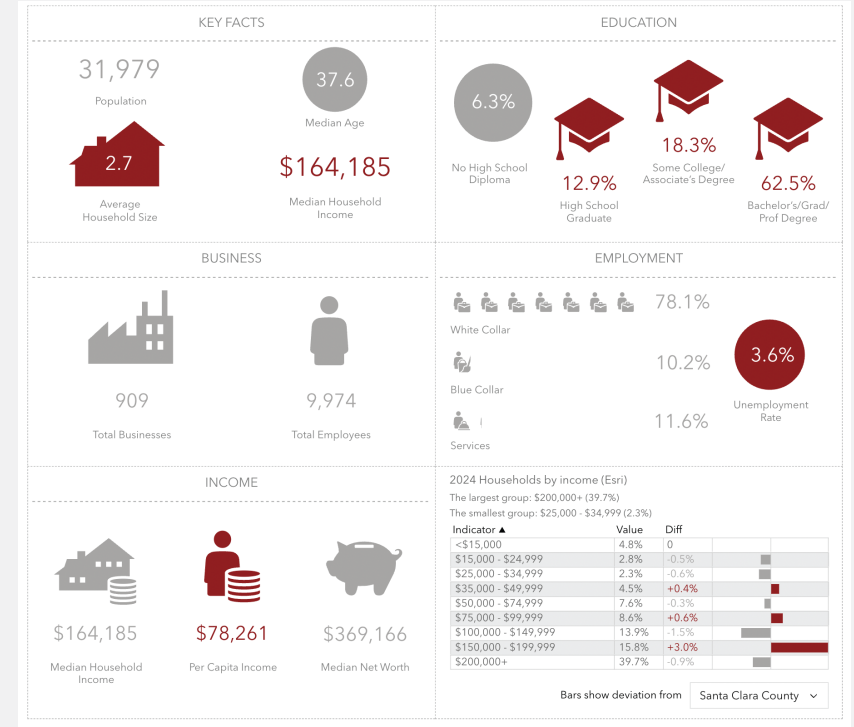 KEY FACTS
31,979
Population
37.6
Median Age
2.7
Average
Household Size
$164,185
Median Household
Income
EDUCATION
6.3%
No High School
Diploma
12.9%
High School
Graduate
18.3%
Some College/
Associate's Degree
62.5%
Bachelor's/Grad/
Prof Degree
BUSINESS
909
Total Businesses
9,974
Total Employees
EMPLOYMENT
78.1%
White Collar
10.2%
Blue Collar
11.6%
Services
3.6%
Unemployment
Rate
INCOME
$164,185
Median Household
Income
$78,261
Per Capita Income
$369,166
Median Net Worth
2024 Households by income (Esri)
The largest group: $200,000+ (39.7%)
The smallest group: $25,000 - $34,999 (2.3%)
Indicator ▲ Value Diff
<$15,000 4.8% 0
$15,000 - $24,999 2.8% -0.5%
$25,000 - $34,999 2.3% -0.6%
$35,000 - $49,999 4.5% +0.4%
$50,000 - $74,999 7.6% -0.3%
$75,000 - $99,999 8.6% +0.6%
$100,000 - $149,999 13.9% -1.5%
$150,000 - $199,999 15.8% +3.0%
$200,000+ 39.7% -0.9%
Bars show deviation from Santa Clara County